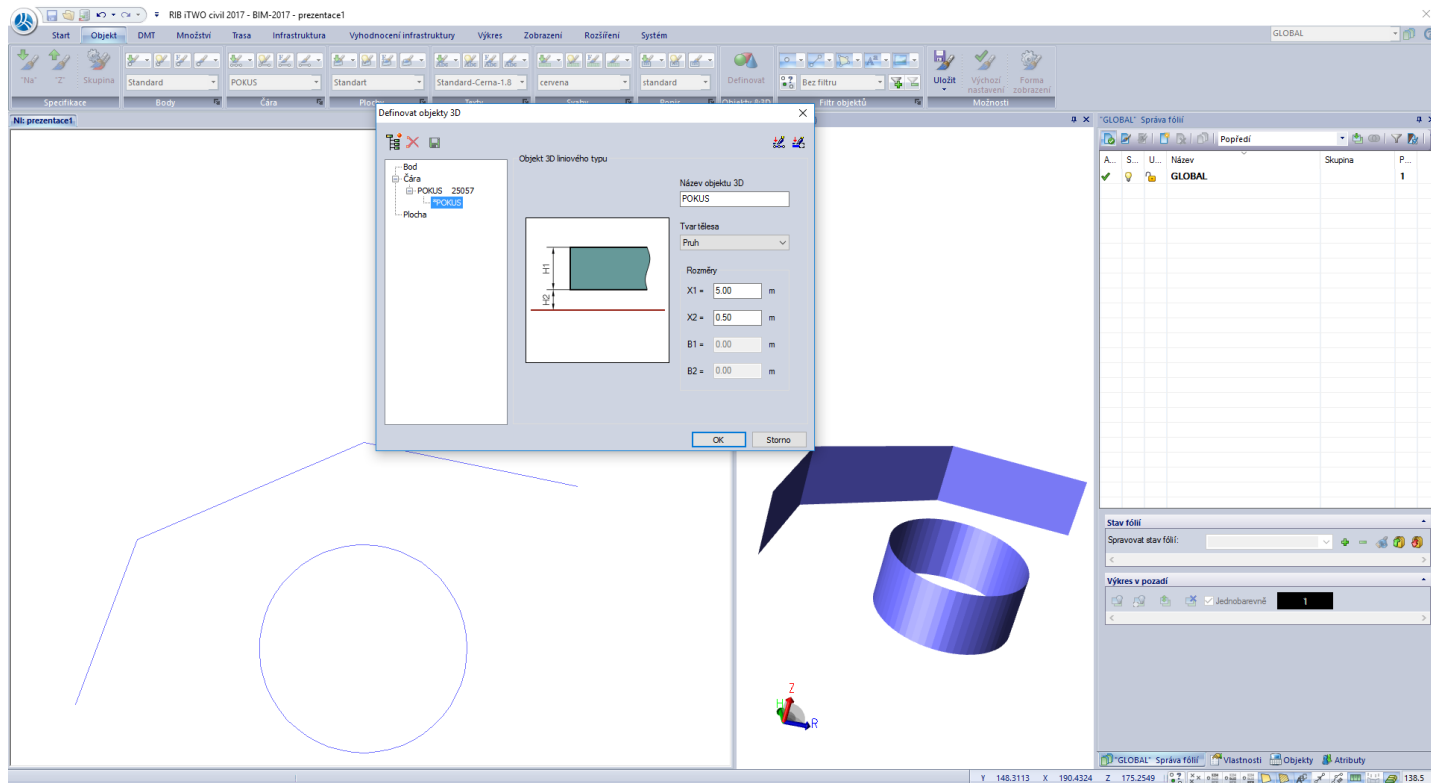 RIB iTWO civil 2017 - BIM-2017 - prezentace1
Start Objekt DMT Množství Trasa Infrastruktura Vyhodnocení infrastruktury Výkres Zobrazení Rozšíření Systém GLOBAL
"Na" "Z" Skupina Standard POKUS Standart Standard-Cerna-1.8 cervena standard Definovat Bez filtru Uložit Výchozí nastavení Forma zobrazení
Specifikace Body Čára Plochy Texty Svahy Popis Objekty 3D Filtr objektů Možnosti
NI: prezentace1
Definovat objekty 3D
Bod
Čára
POKUS 25057
*POKUS
Plocha
Objekt 3D liniového typu
H1
H2
Název objektu 3D
POKUS
Tvar tělesa
Pruh
Rozměry
X1 = 5.00 m
X2 = 0.50 m
B1 = 0.00 m
B2 = 0.00 m
OK Storno
Z
H
R
"GLOBAL" Správa fólií
Popředí
A... S... U... Název Skupina P...
GLOBAL 1
Stav fólií
Spravovat stav fólií:
Výkres v pozadí
Jednobarevně 1
"GLOBAL" Správa fólií Vlastnosti Objekty Atributy
Y 148.3113 X 190.4324 Z 175.2549 138.5